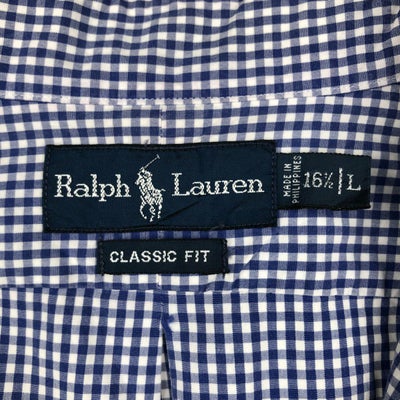 Ralph Lauren
MADE IN
PHILIPPINES
16½ L
CLASSIC FIT